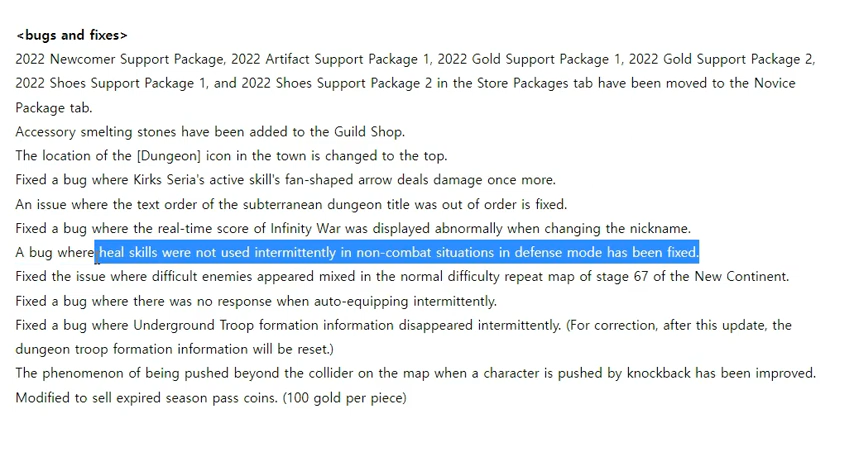 <bugs and fixes>
2022 Newcomer Support Package, 2022 Artifact Support Package 1, 2022 Gold Support Package 1, 2022 Gold Support Package 2,
2022 Shoes Support Package 1, and 2022 Shoes Support Package 2 in the Store Packages tab have been moved to the Novice
Package tab.
Accessory smelting stones have been added to the Guild Shop.
The location of the [Dungeon] icon in the town is changed to the top.
Fixed a bug where Kirks Seria's active skill's fan-shaped arrow deals damage once more.
An issue where the text order of the subterranean dungeon title was out of order is fixed.
Fixed a bug where the real-time score of Infinity War was displayed abnormally when changing the nickname.
A bug where heal skills were not used intermittently in non-combat situations in defense mode has been fixed.
Fixed the issue where difficult enemies appeared mixed in the normal difficulty repeat map of stage 67 of the New Continent.
Fixed a bug where there was no response when auto-equipping intermittently.
Fixed a bug where Underground Troop formation information disappeared intermittently. (For correction, after this update, the
dungeon troop formation information will be reset.)
The phenomenon of being pushed beyond the collider on the map when a character is pushed by knockback has been improved.
Modified to sell expired season pass coins. (100 gold per piece)